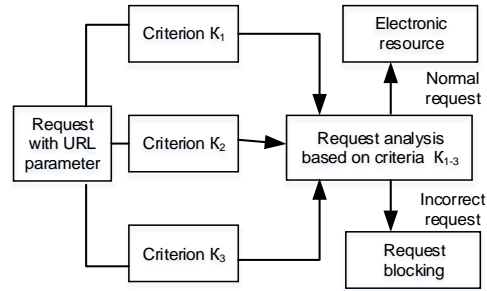 Criterion K₁
Electronic
resource
Normal
request
Request
with URL
parameter
Criterion K₂
Request analysis
based on criteria K₁₋₃
Incorrect
request
Criterion K₃
Request
blocking